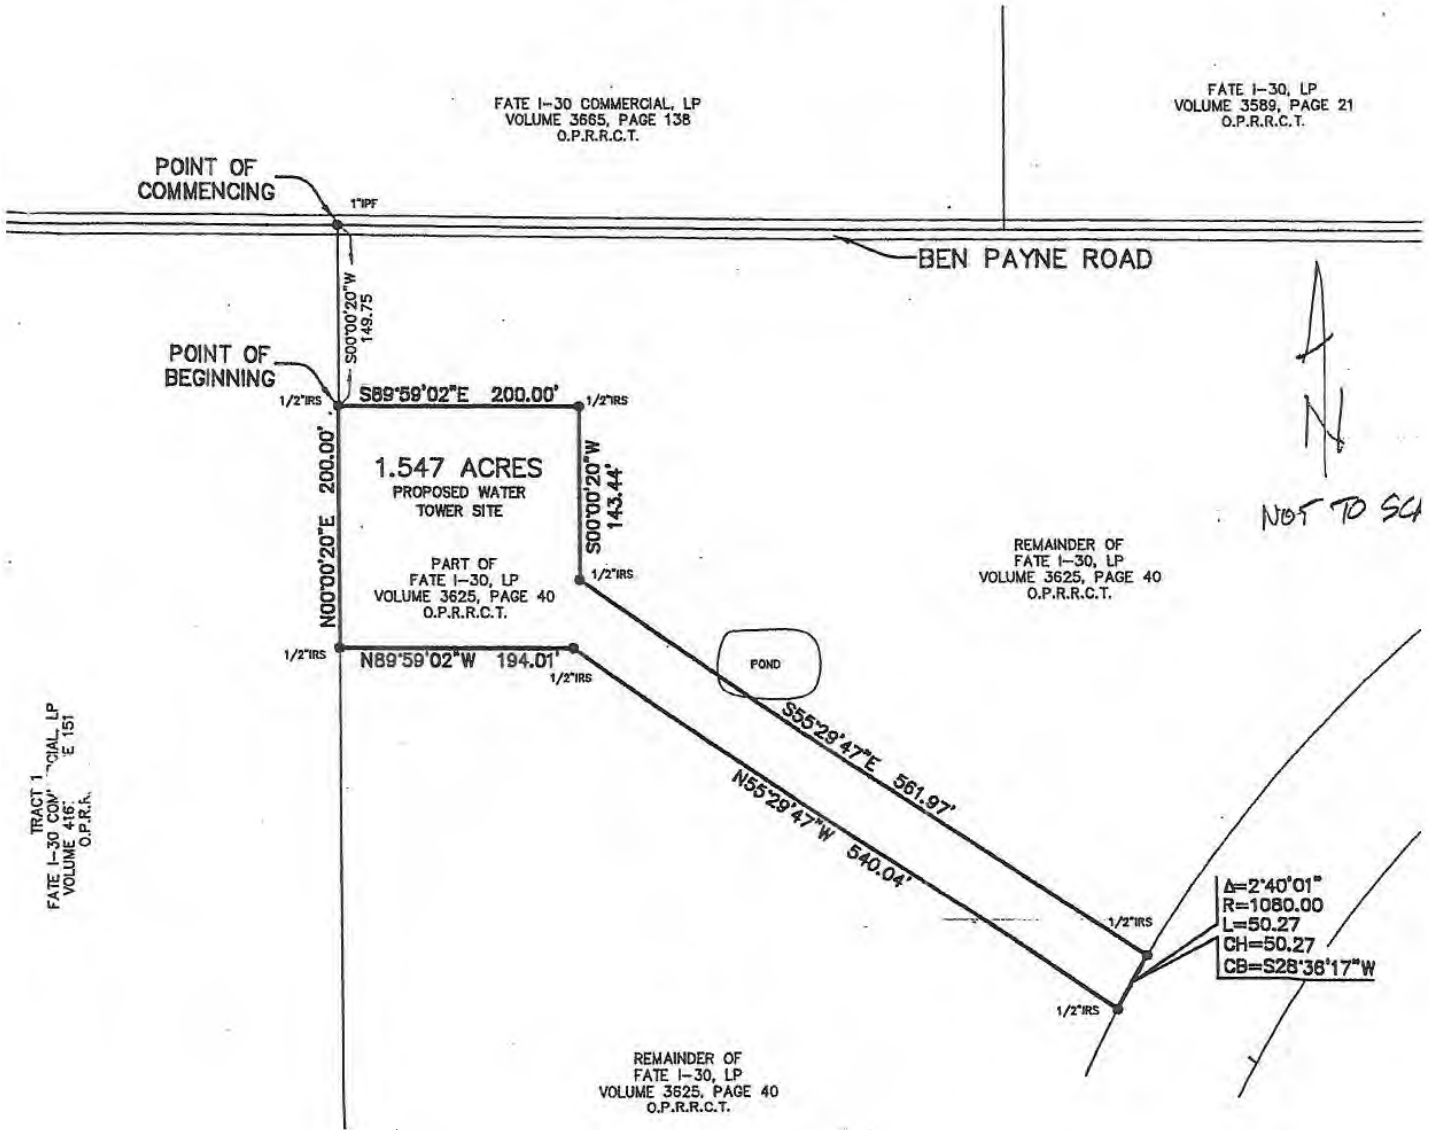 FATE I-30 COMMERCIAL, LP
VOLUME 3665, PAGE 138
O.P.R.R.C.T.
FATE I-30, LP
VOLUME 3589, PAGE 21
O.P.R.R.C.T.
POINT OF
COMMENCING
1"IPF
BEN PAYNE ROAD
S00°00'20"W
149.75
POINT OF
BEGINNING
1/2"IRS
S89°59'02"E 200.00'
1/2"IRS
N00°00'20"E 200.00'
1.547 ACRES
PROPOSED WATER
TOWER SITE
S00°00'20"W
143.44'
A
N
NOT TO
PART OF
FATE I-30, LP
VOLUME 3625, PAGE 40
O.P.R.R.C.T.
1/2"IRS
REMAINDER OF
FATE I-30, LP
VOLUME 3625, PAGE 40
O.P.R.R.C.T.
1/2"IRS
N89°59'02"W 194.01'
1/2"IRS
POND
S55°29'47"E 561.97'
N55°29'47"W 540.04'
TRACT 1
FATE I-30 LP
VOLUME 151
1/2"IRS
Δ=2°40'01"
R=1080.00
L=50.27
CH=50.27
CB=S28°36'17"W
1/2"IRS
REMAINDER OF
FATE I-30, LP
VOLUME 3625, PAGE 40
O.P.R.R.C.T.